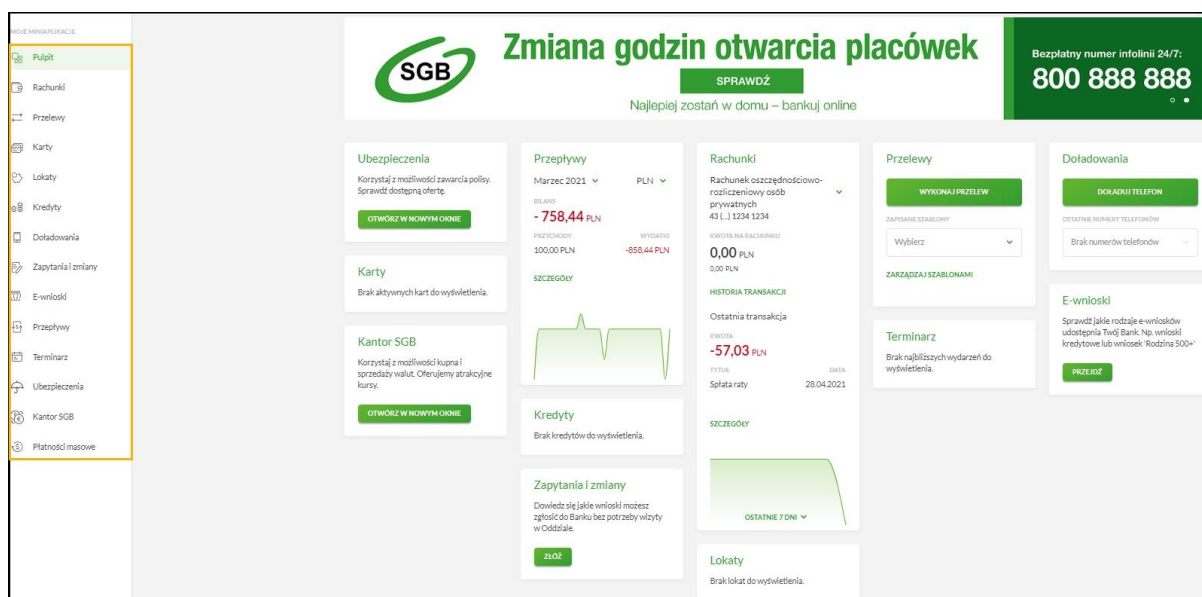 MOJE MINIAPLIKACJE
Pulpit
Rachunki
Przelewy
Karty
Lokaty
Kredyty
Doładowania
Zapytania i zmiany
E-wnioski
Przepływy
Terminarz
Ubezpieczenia
Kantor SGB
Płatności masowe
SGB
Zmiana godzin otwarcia placówek
SPRAWDŹ
Najlepiej zostań w domu – bankuj online
Bezpłatny numer infolinii 24/7:
800 888 888
Ubezpieczenia
Korzystaj z możliwości zawarcia polisy.
Sprawdź dostępną ofertę.
OTWÓRZ W NOWYM OKNIE
Karty
Brak aktywnych kart do wyświetlenia.
Kantor SGB
Korzystaj z możliwości kupna i
sprzedaży walut. Oferujemy atrakcyjne
kursy.
OTWÓRZ W NOWYM OKNIE
Przepływy
Marzec 2021 PLN
BILANS
- 758,44 PLN
PRZYCHODY WYDATKI
100,00 PLN -858,44 PLN
SZCZEGÓŁY
Kredyty
Brak kredytów do wyświetlenia.
Zapytania i zmiany
Dowiedz się jakie wnioski możesz
zgłosić do Banku bez potrzeby wizyty
w Oddziale.
ZŁÓŻ
Rachunki
Rachunek oszczędnościowo-
rozliczeniowy osób
prywatnych
43 (...) 1234 1234
KWOTA NA RACHUNKU
0,00 PLN
0,00 PLN
HISTORIA TRANSAKCJI
Ostatnia transakcja
KWOTA
-57,03 PLN
TYTUŁ DATA
Spłata raty 28.04.2021
SZCZEGÓŁY
OSTATNIE 7 DNI
Lokaty
Brak lokat do wyświetlenia.
Przelewy
WYKONAJ PRZELEW
ZAPISANE SZABLONY
Wybierz
ZARZĄDZAJ SZABLONAMI
Terminarz
Brak najbliższych wydarzeń do
wyświetlenia.
Doładowania
DOŁADUJ TELEFON
OSTATNIE NUMERY TELEFONÓW
Brak numerów telefonów
E-wnioski
Sprawdź jakie rodzaje e-wniosków
udostępnia Twój Bank. Np. wnioski
kredytowe lub wniosek 'Rodzina 500+'
PRZEJDŹ